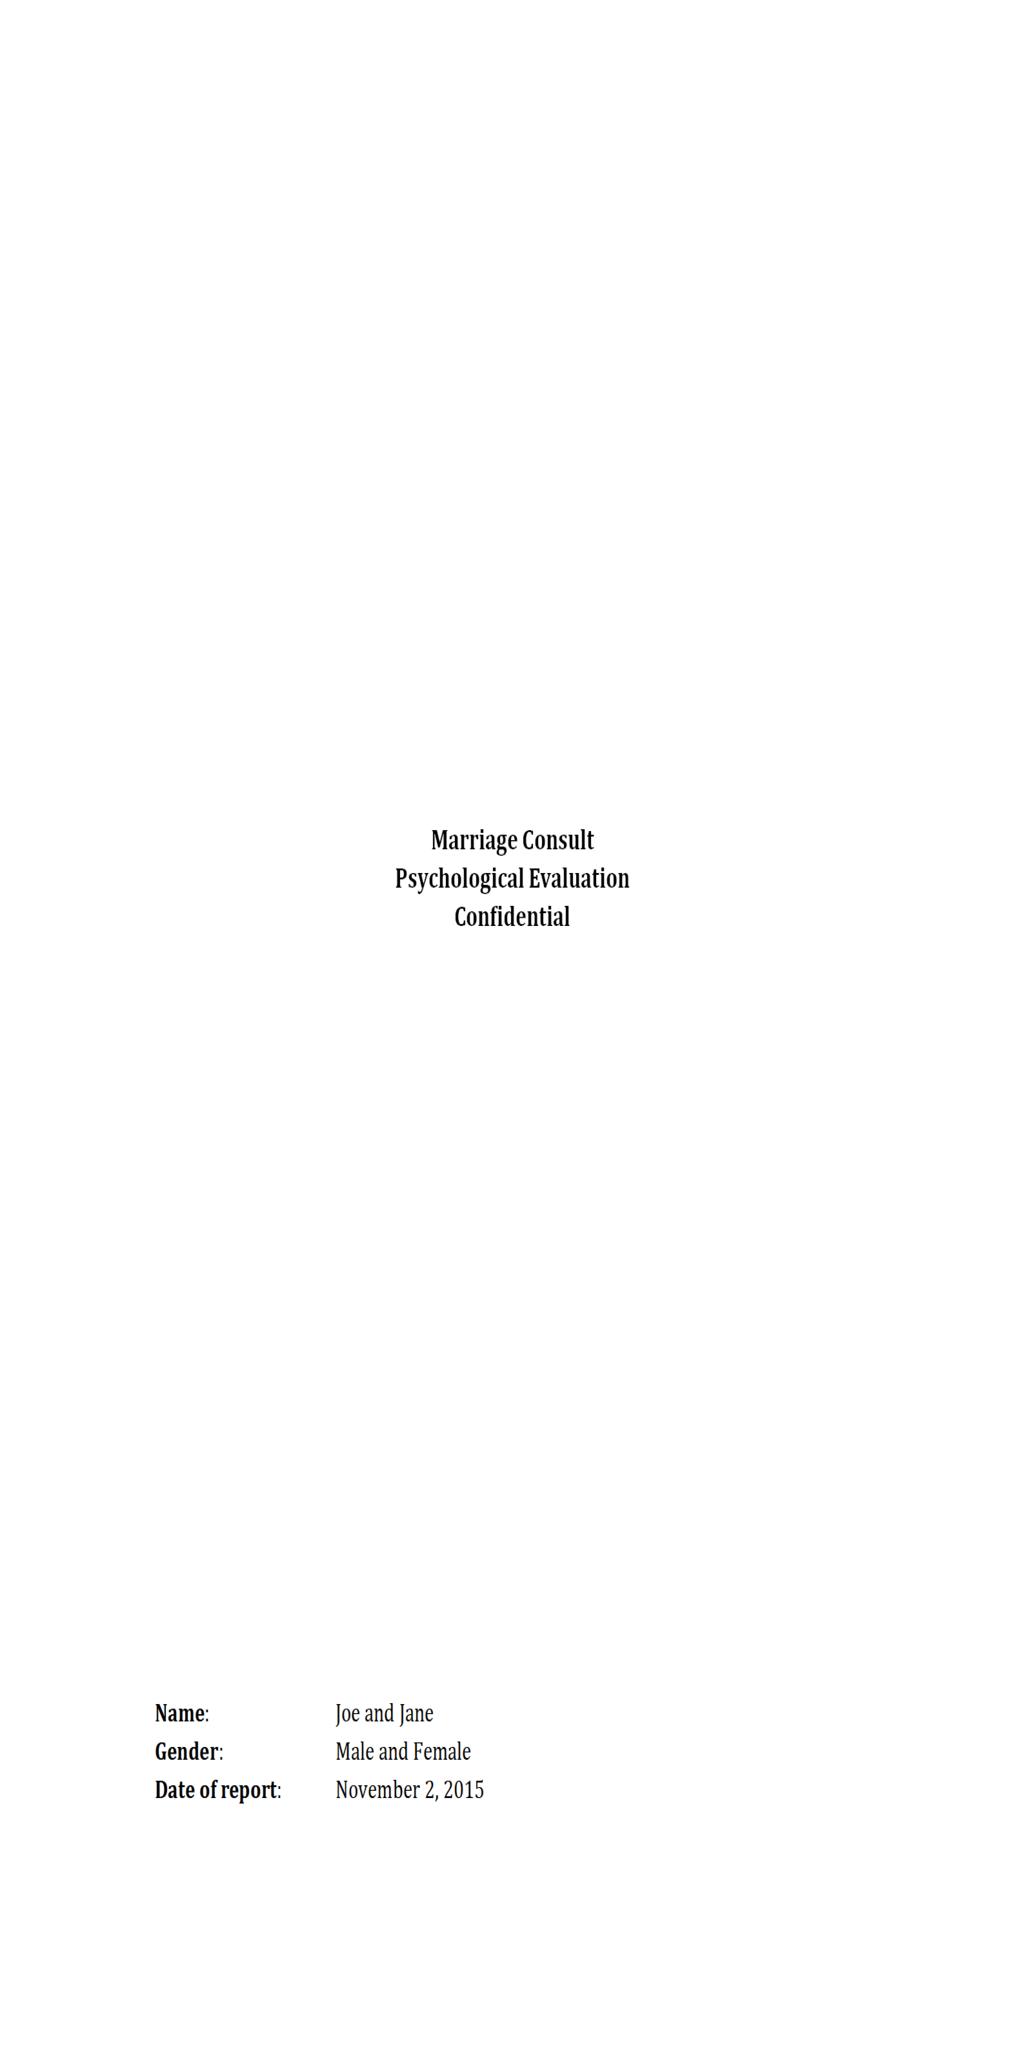 Marriage Consult
Psychological Evaluation
Confidential
Name: Joe and Jane
Gender: Male and Female
Date of report: November 2, 2015